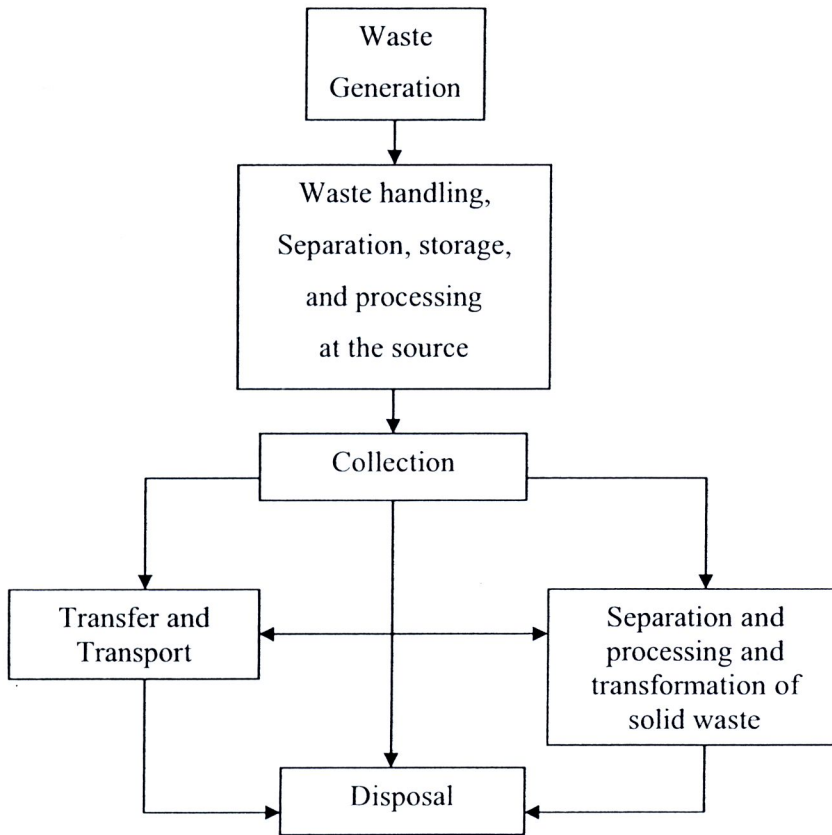 Waste
Generation
Waste handling,
Separation, storage,
and processing
at the source
Collection
Transfer and
Transport
Separation and
processing and
transformation of
solid waste
Disposal